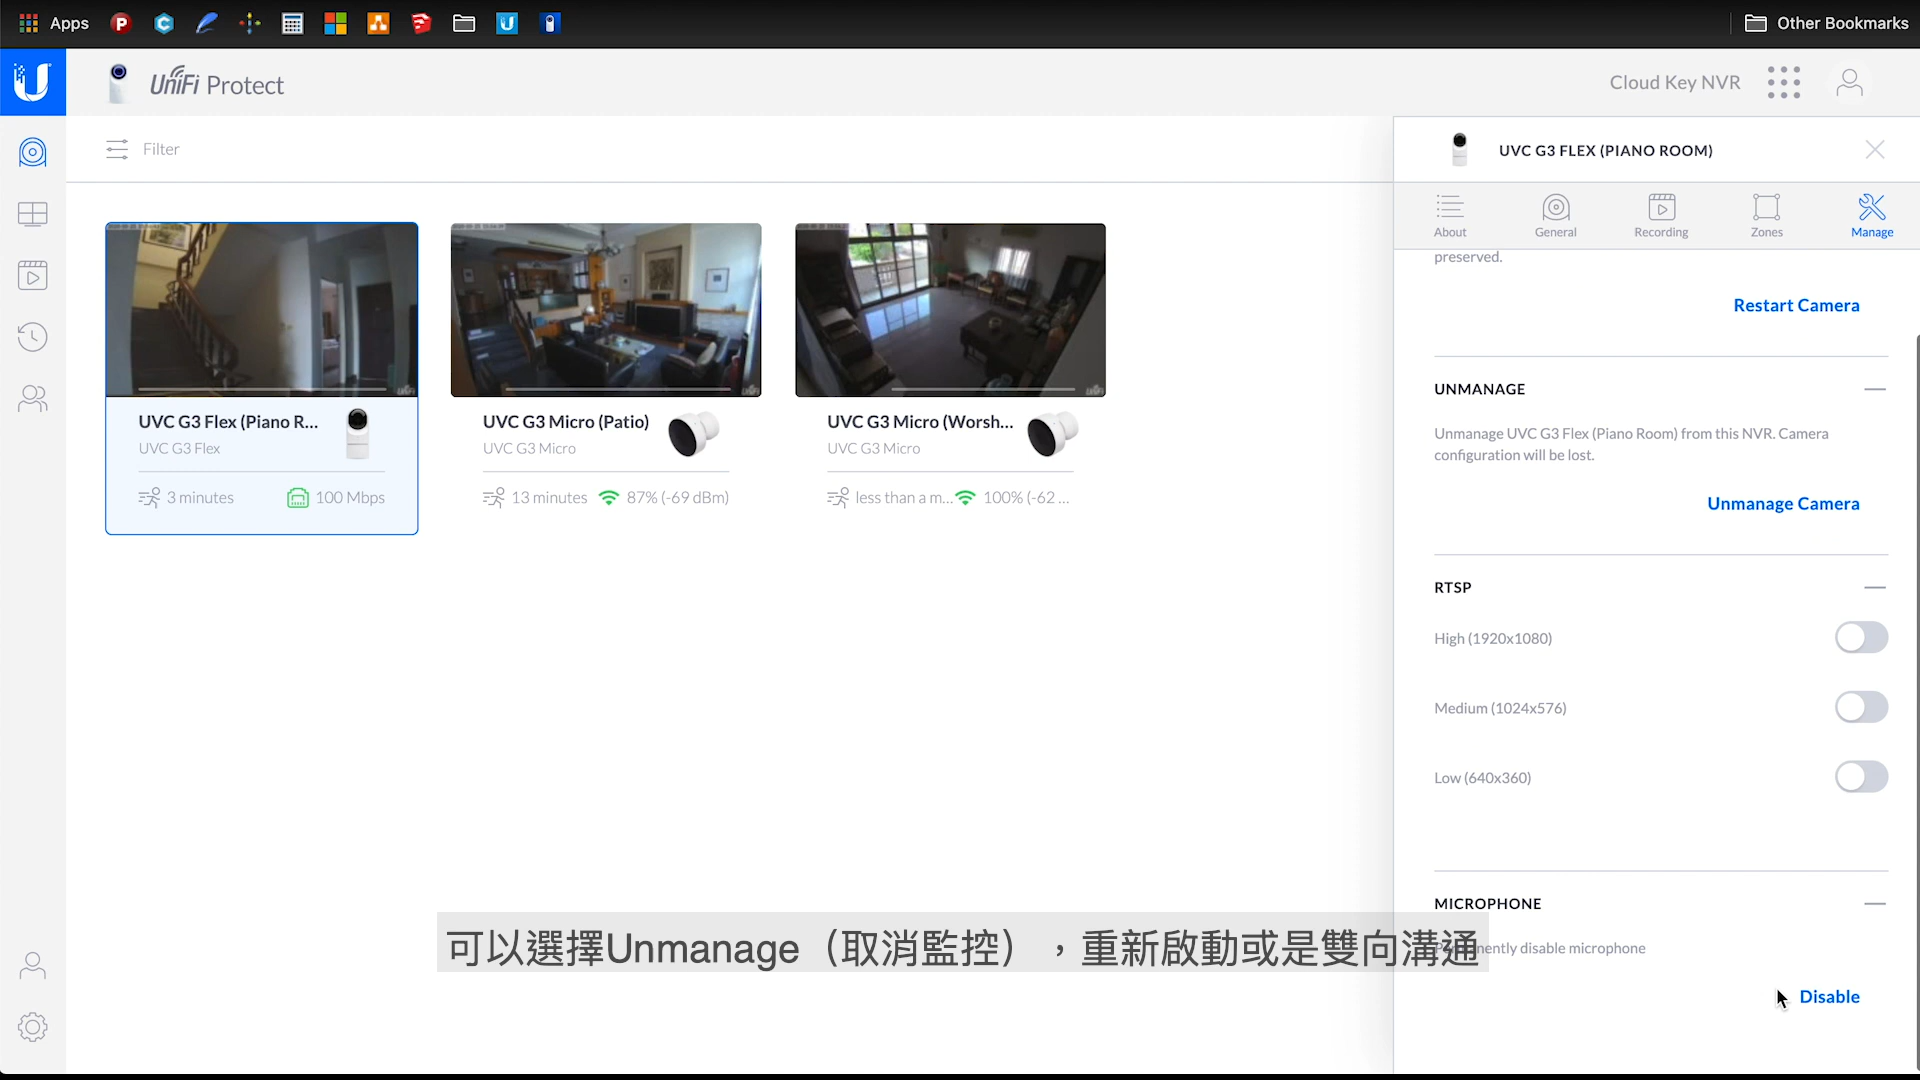 Apps
Other Bookmarks
UniFi Protect
Cloud Key NVR
Filter
UVC G3 FLEX (PIANO ROOM)
About
General
Recording
Zones
Manage
preserved.
Restart Camera
UVC G3 Flex (Piano R...
UVC G3 Flex
3 minutes
100 Mbps
UVC G3 Micro (Patio)
UVC G3 Micro
13 minutes
87% (-69 dBm)
UVC G3 Micro (Worsh...
UVC G3 Micro
less than a m...
100% (-62 ...
UNMANAGE
Unmanage UVC G3 Flex (Piano Room) from this NVR. Camera
configuration will be lost.
Unmanage Camera
RTSP
High (1920x1080)
Medium (1024x576)
Low (640x360)
MICROPHONE
Permanently disable microphone
Disable
可以選擇Unmanage（取消監控），重新啟動或是雙向溝通